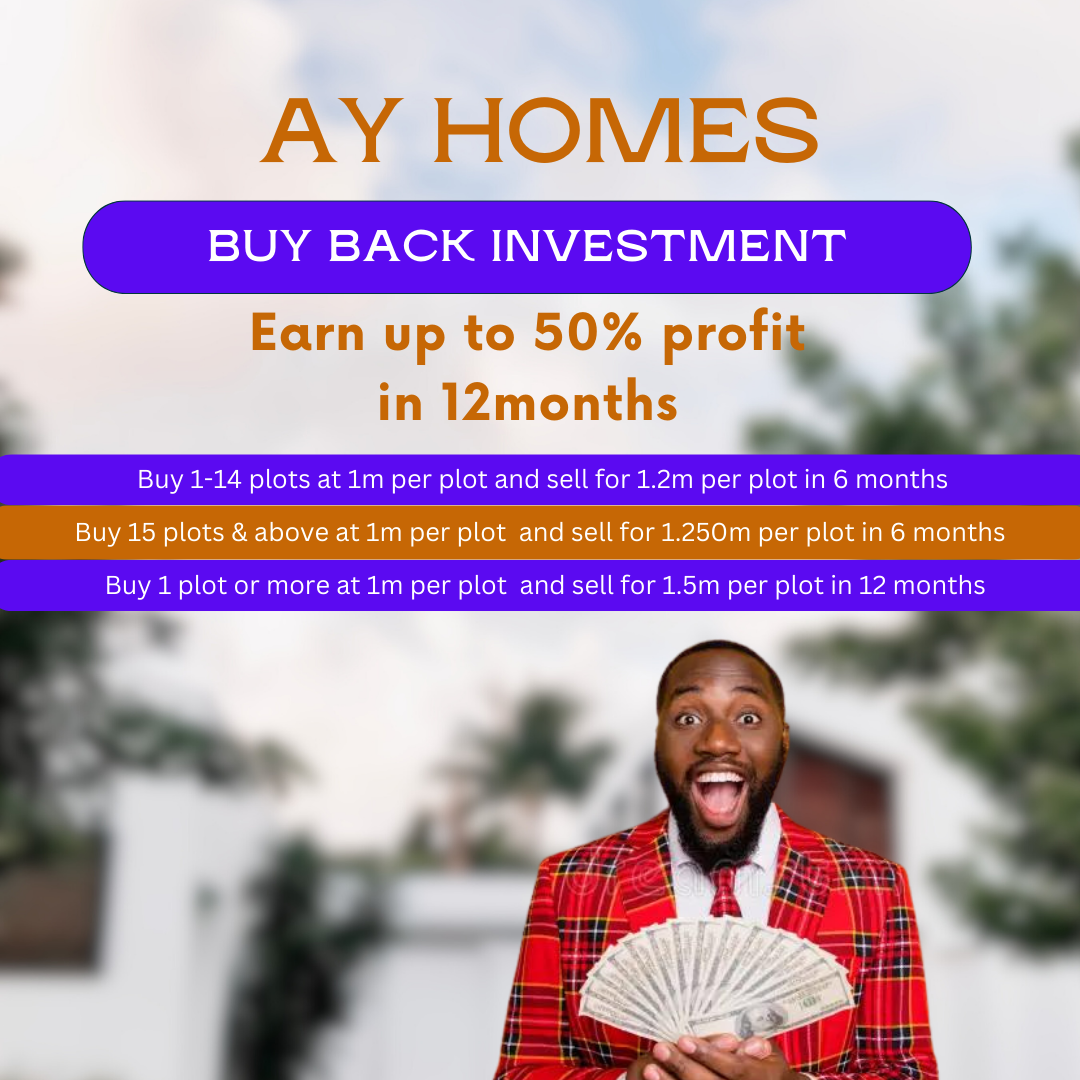 AY HOMES
BUY BACK INVESTMENT
Earn up to 50% profit
in 12months
Buy 1-14 plots at 1m per plot and sell for 1.2m per plot in 6 months
Buy 15 plots & above at 1m per plot  and sell for 1.250m per plot in 6 months
Buy 1 plot or more at 1m per plot  and sell for 1.5m per plot in 12 months